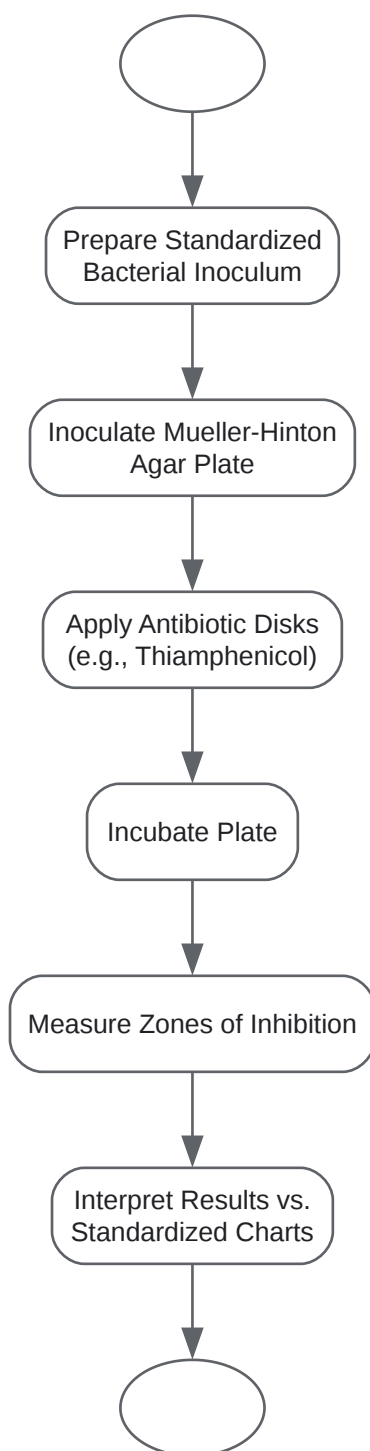 Prepare Standardized
Bacterial Inoculum
Inoculate Mueller-Hinton
Agar Plate
Apply Antibiotic Disks
(e.g., Thiamphenicol)
Incubate Plate
Measure Zones of Inhibition
Interpret Results vs.
Standardized Charts